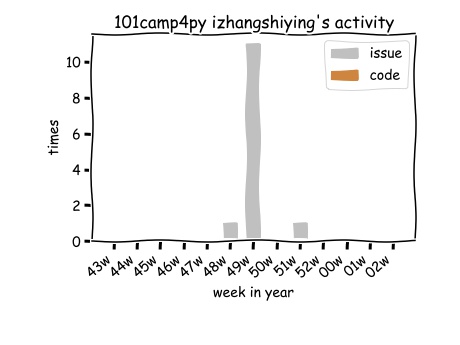 101camp4py izhangshiying's activity
issue
code
times
10
8
6
4
2
0
43w 44w 45w 46w 47w 48w 49w 50w 51w 52w 00w 01w 02w
week in year